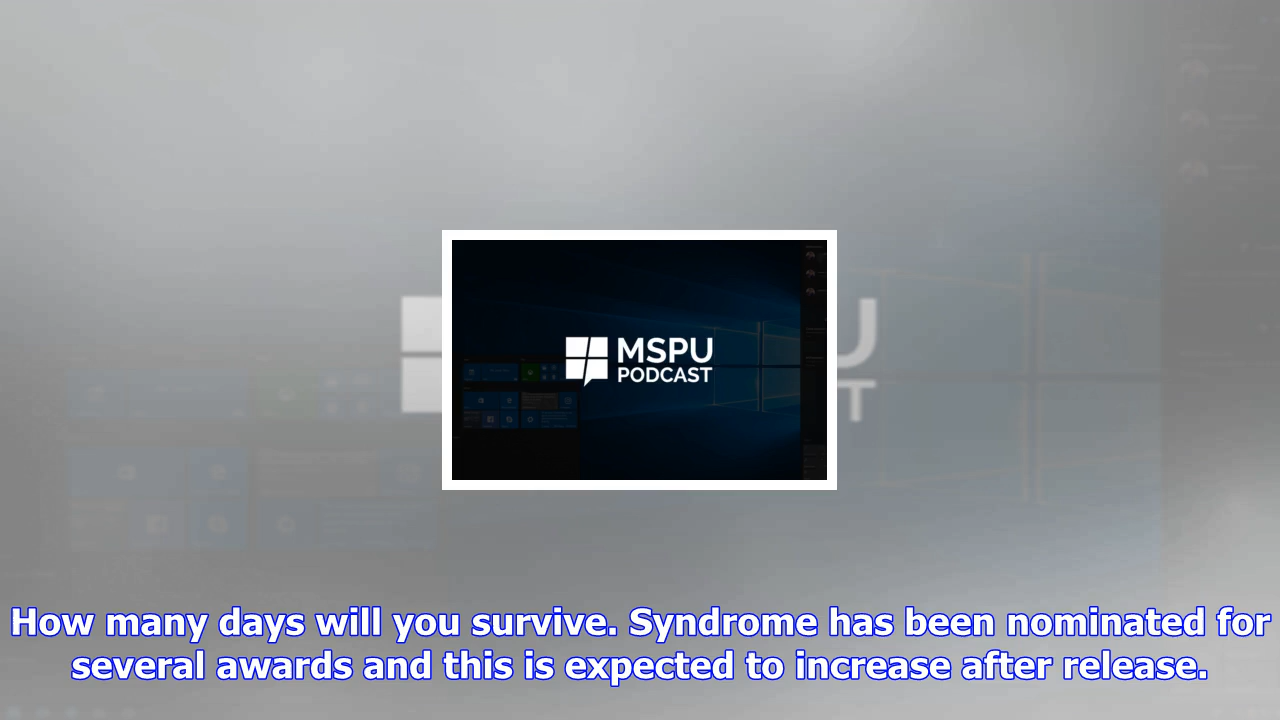 MSPU
PODCAST
How many days will you survive. Syndrome has been nominated for
several awards and this is expected to increase after release.